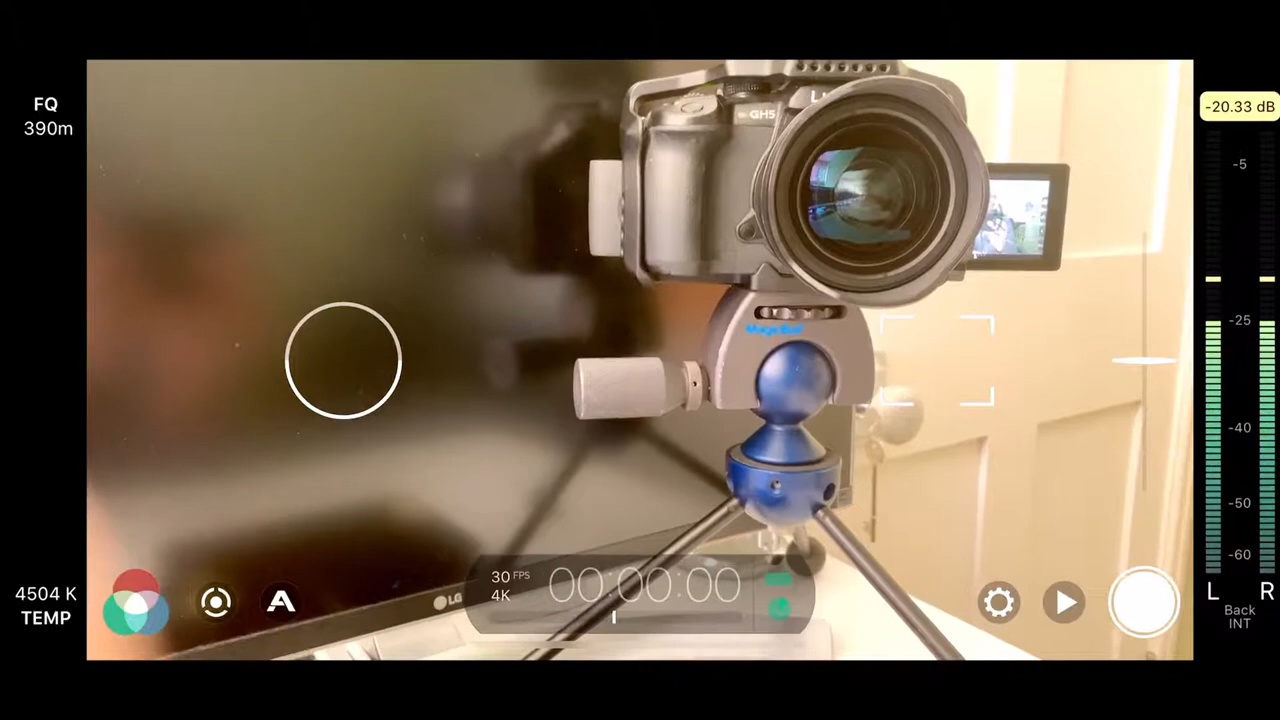 FQ
390m
-20.33 dB
-5
-25
-40
-50
-60
L R
Back
INT
4504 K
TEMP
GH5
LG
30 FPS
4K
00:00:00